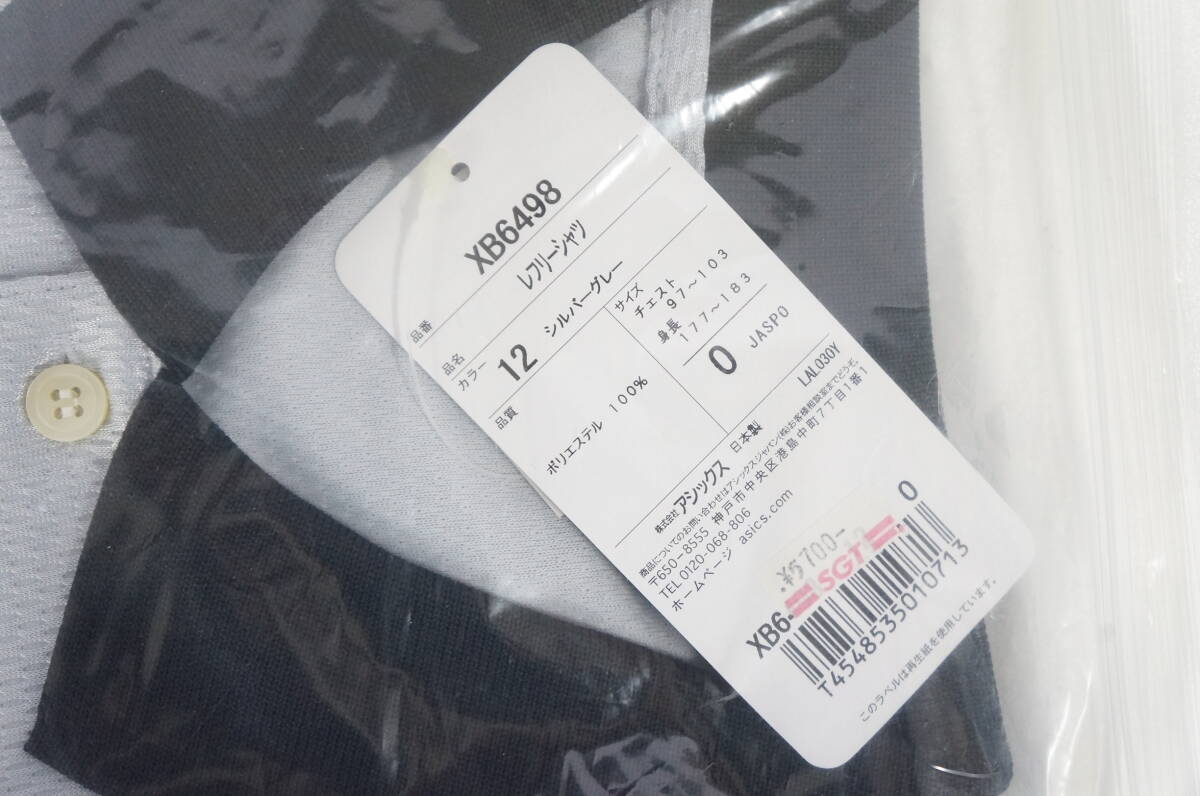 品番
XB6498
品名
レフリーシャツ
カラー
12 シルバーグレー
サイズ
チェスト
97～103
身長
177～183
品質
ポリエステル 100%
0 JASPO
日本製
LAL030Y
株式会社アシックス
商品についてのお問い合わせはアシックスジャパン(株)お客様相談室までどうぞ。
〒650-8555 神戸市中央区港島中町7丁目1番1
TEL 0120-068-806
ホームページ asics.com
0
¥5700-
SGT
XB6
T4548535010713
このラベルは再生紙を使用しています。